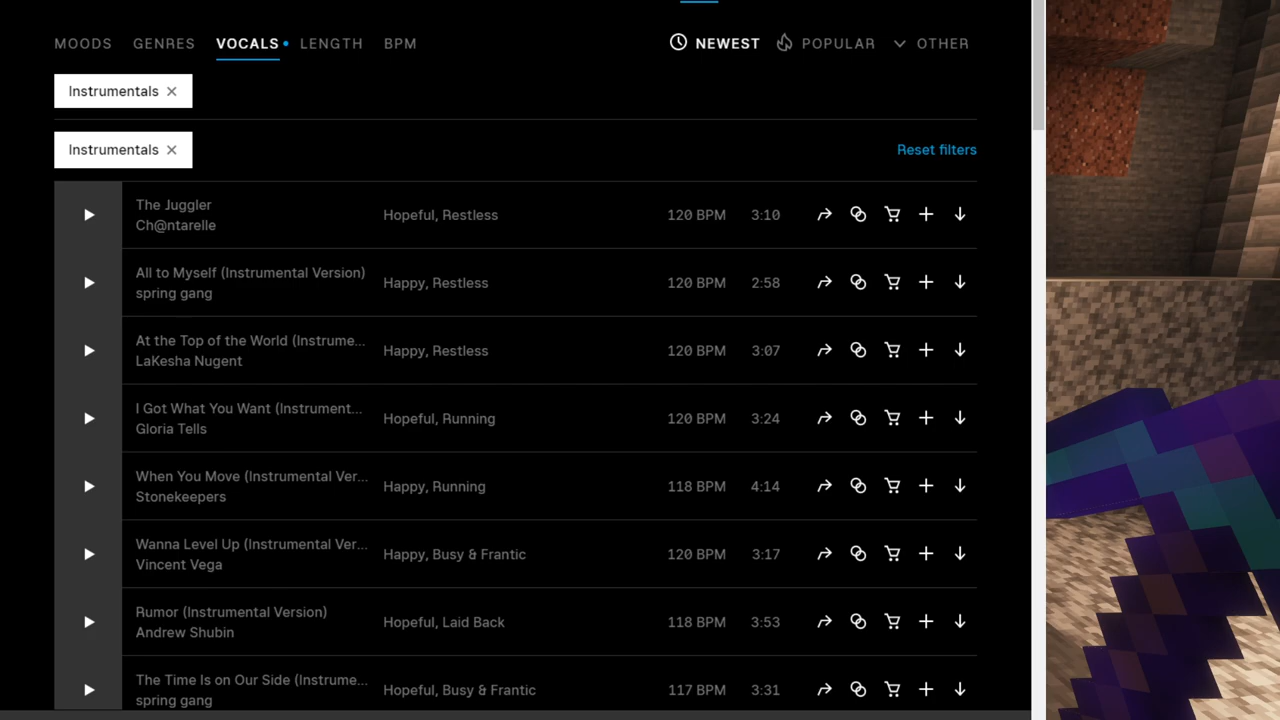 MOODS GENRES VOCALS LENGTH BPM NEWEST POPULAR OTHER
Instrumentals
Instrumentals Reset filters
The Juggler
Ch@ntarelle
Hopeful, Restless 120 BPM 3:10
All to Myself (Instrumental Version)
spring gang
Happy, Restless 120 BPM 2:58
At the Top of the World (Instrume...
LaKesha Nugent
Happy, Restless 120 BPM 3:07
I Got What You Want (Instrument...
Gloria Tells
Hopeful, Running 120 BPM 3:24
When You Move (Instrumental Ver...
Stonekeepers
Happy, Running 118 BPM 4:14
Wanna Level Up (Instrumental Ver...
Vincent Vega
Happy, Busy & Frantic 120 BPM 3:17
Rumor (Instrumental Version)
Andrew Shubin
Hopeful, Laid Back 118 BPM 3:53
The Time Is on Our Side (Instrume...
spring gang
Hopeful, Busy & Frantic 117 BPM 3:31